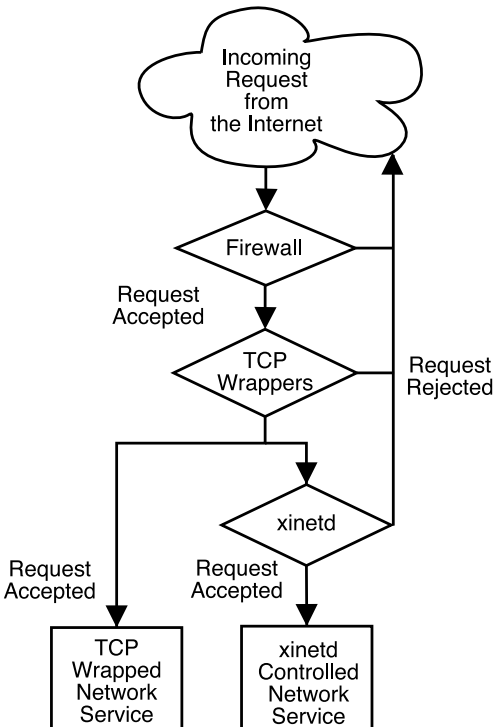 Incoming
Request
from
the Internet
Firewall
Request
Accepted
TCP
Wrappers
Request
Rejected
xinetd
Request
Accepted
Request
Accepted
TCP
Wrapped
Network
Service
xinetd
Controlled
Network
Service